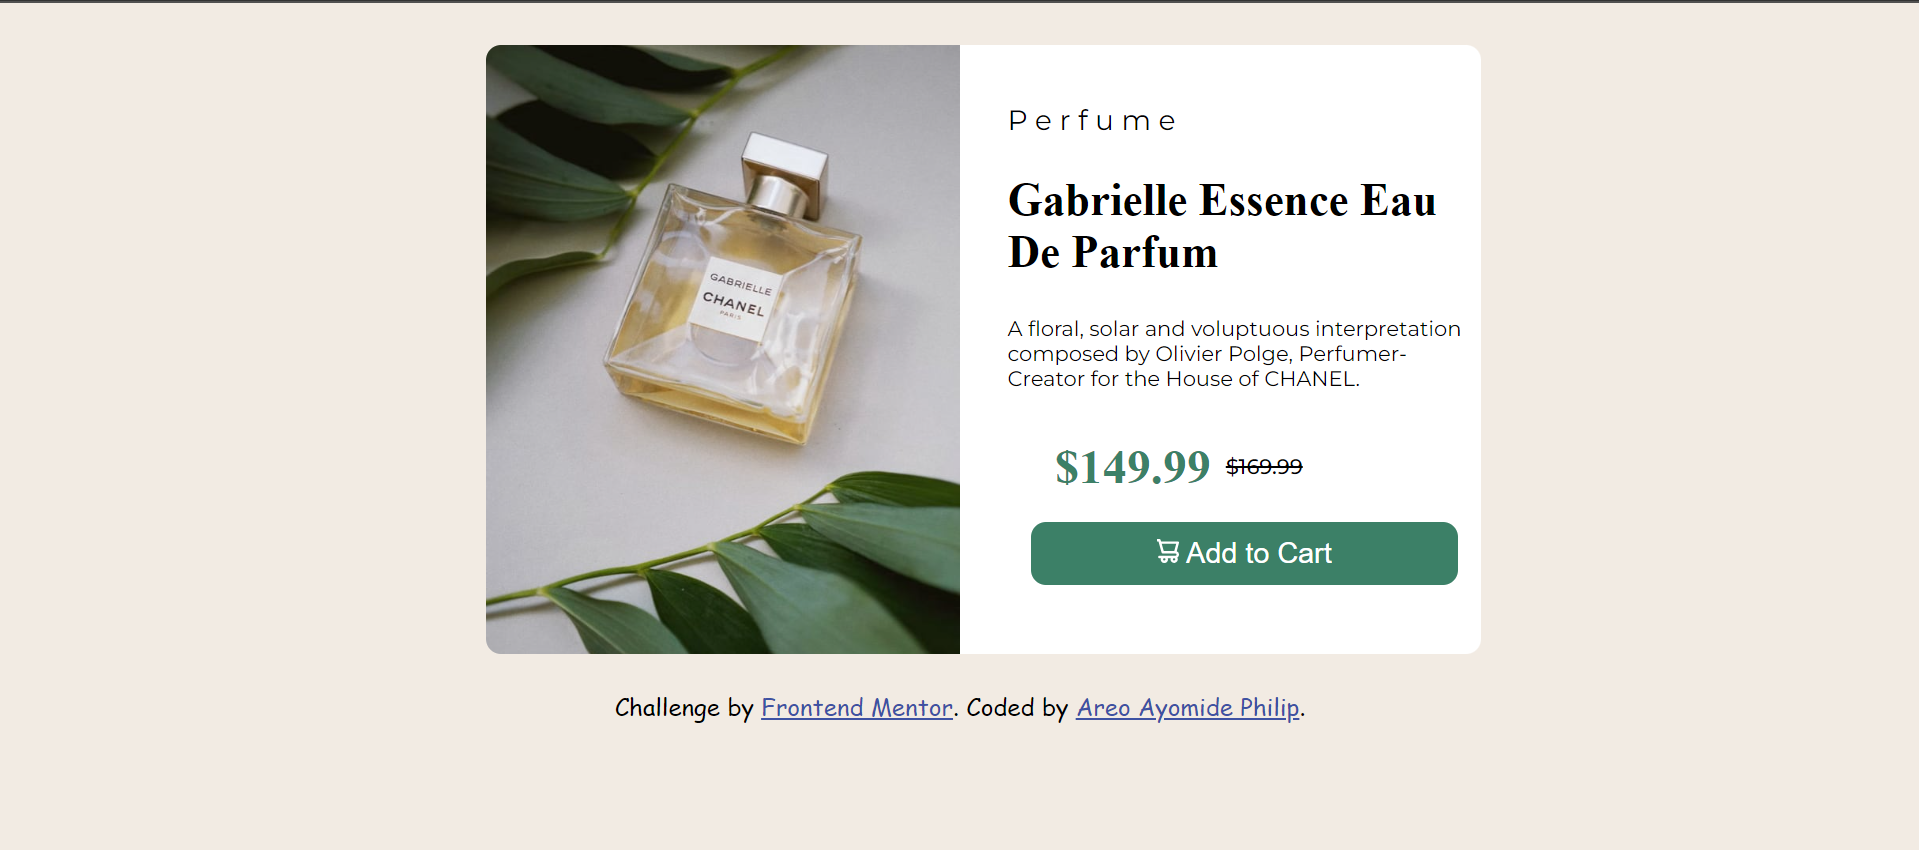 GABRIELLE
CHANEL
PARIS
Perfume
Gabrielle Essence Eau
De Parfum
A floral, solar and voluptuous interpretation
composed by Olivier Polge, Perfumer-
Creator for the House of CHANEL.
$149.99 $169.99
Add to Cart
Challenge by Frontend Mentor. Coded by Areo Ayomide Philip.